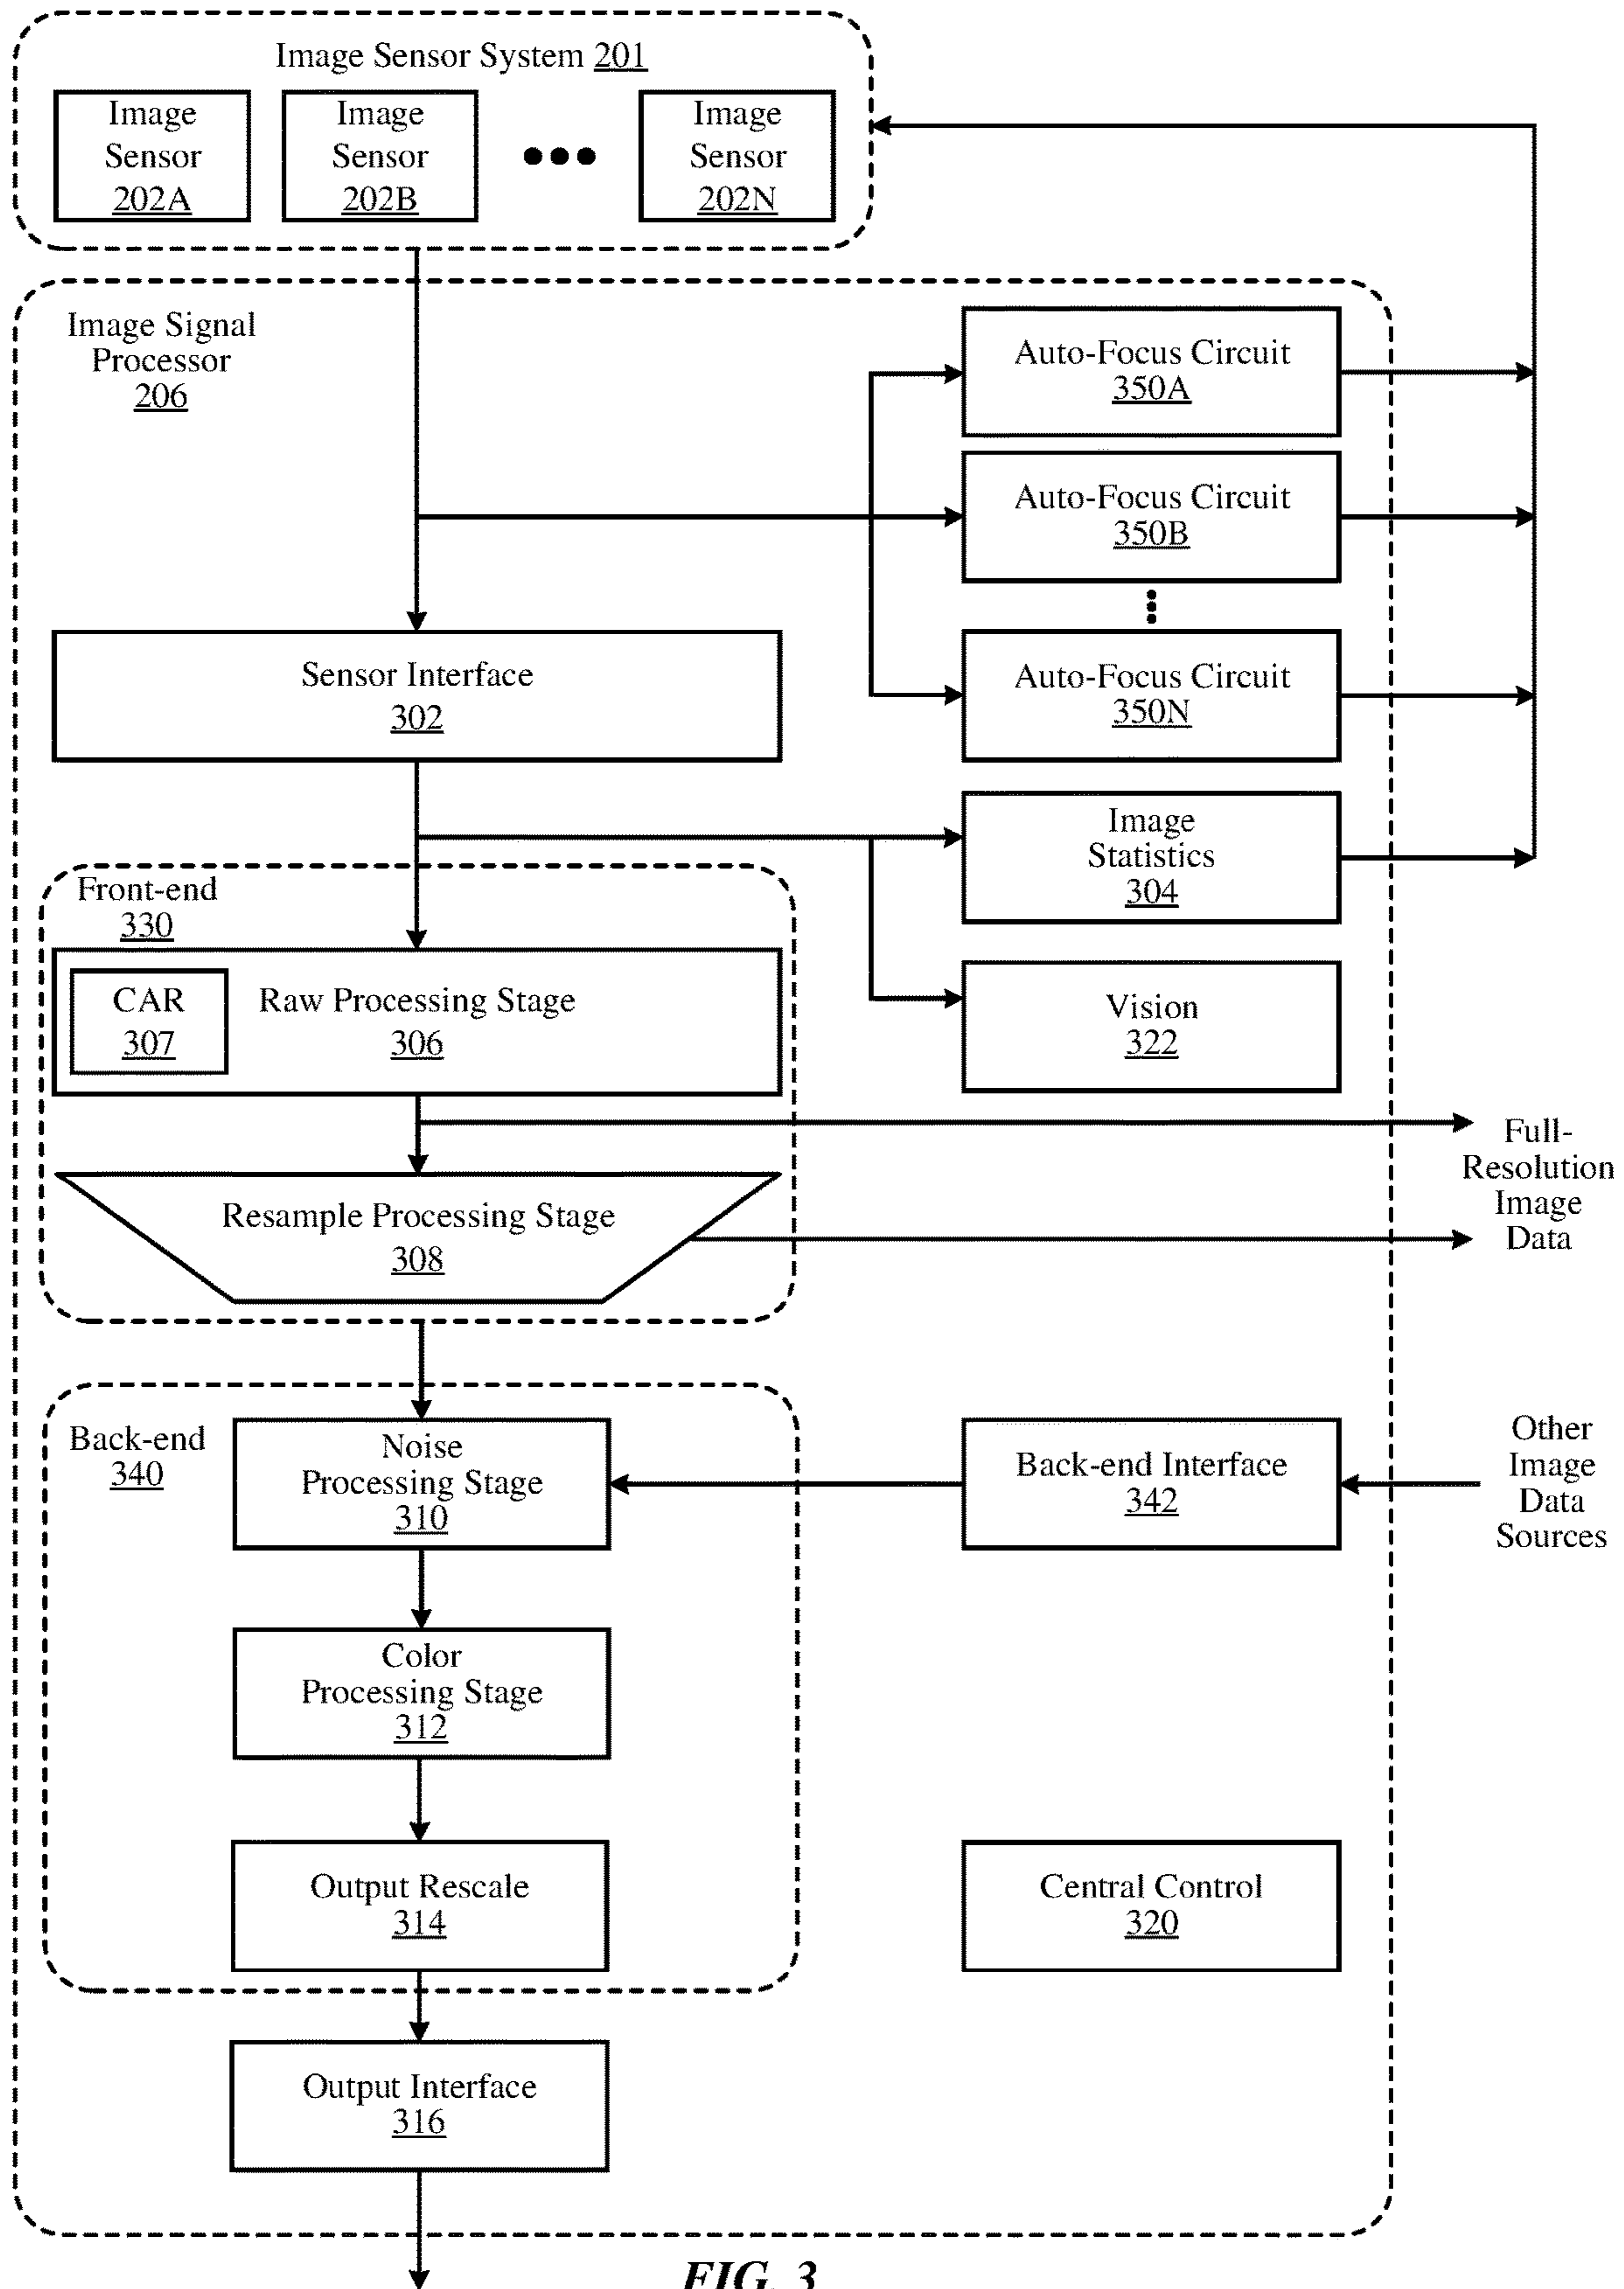 Image Sensor System 201
Image
Sensor
202A
Image
Sensor
202B
Image
Sensor
202N
Image Signal
Processor
206
Auto-Focus Circuit
350A
Auto-Focus Circuit
350B
Auto-Focus Circuit
350N
Sensor Interface
302
Image
Statistics
304
Front-end
330
CAR
307
Raw Processing Stage
306
Vision
322
Full-
Resolution
Image
Data
Resample Processing Stage
308
Back-end
340
Noise
Processing Stage
310
Back-end Interface
342
Other
Image
Data
Sources
Color
Processing Stage
312
Output Rescale
314
Central Control
320
Output Interface
316
FIG. 3